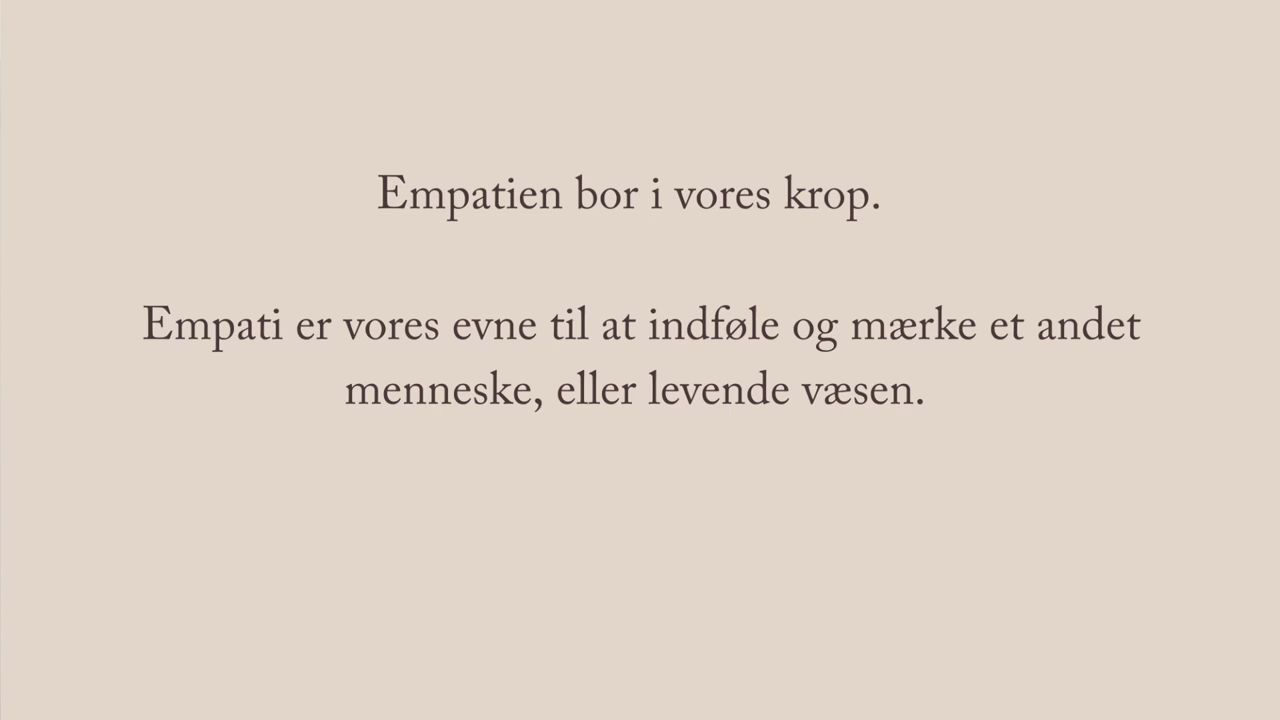 Empatien bor i vores krop.
Empati er vores evne til at indføle og mærke et andet
menneske, eller levende væsen.